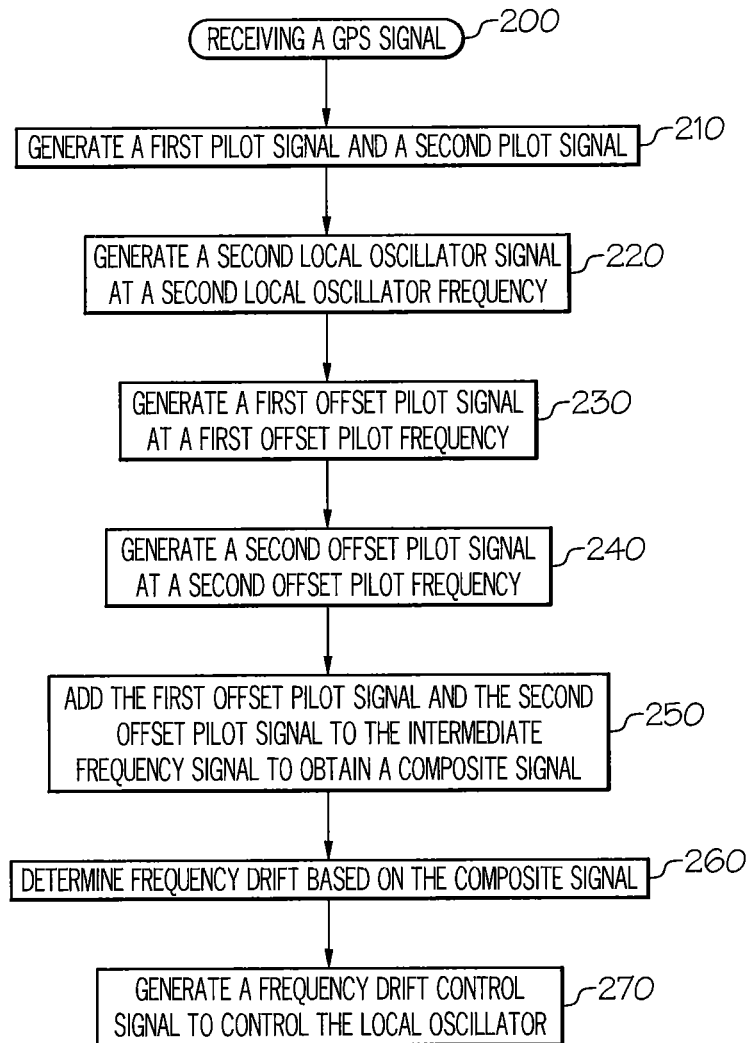 RECEIVING A GPS SIGNAL
200
GENERATE A FIRST PILOT SIGNAL AND A SECOND PILOT SIGNAL
210
GENERATE A SECOND LOCAL OSCILLATOR SIGNAL
AT A SECOND LOCAL OSCILLATOR FREQUENCY
220
GENERATE A FIRST OFFSET PILOT SIGNAL
AT A FIRST OFFSET PILOT FREQUENCY
230
GENERATE A SECOND OFFSET PILOT SIGNAL
AT A SECOND OFFSET PILOT FREQUENCY
240
ADD THE FIRST OFFSET PILOT SIGNAL AND THE SECOND
OFFSET PILOT SIGNAL TO THE INTERMEDIATE
FREQUENCY SIGNAL TO OBTAIN A COMPOSITE SIGNAL
250
DETERMINE FREQUENCY DRIFT BASED ON THE COMPOSITE SIGNAL
260
GENERATE A FREQUENCY DRIFT CONTROL
SIGNAL TO CONTROL THE LOCAL OSCILLATOR
270